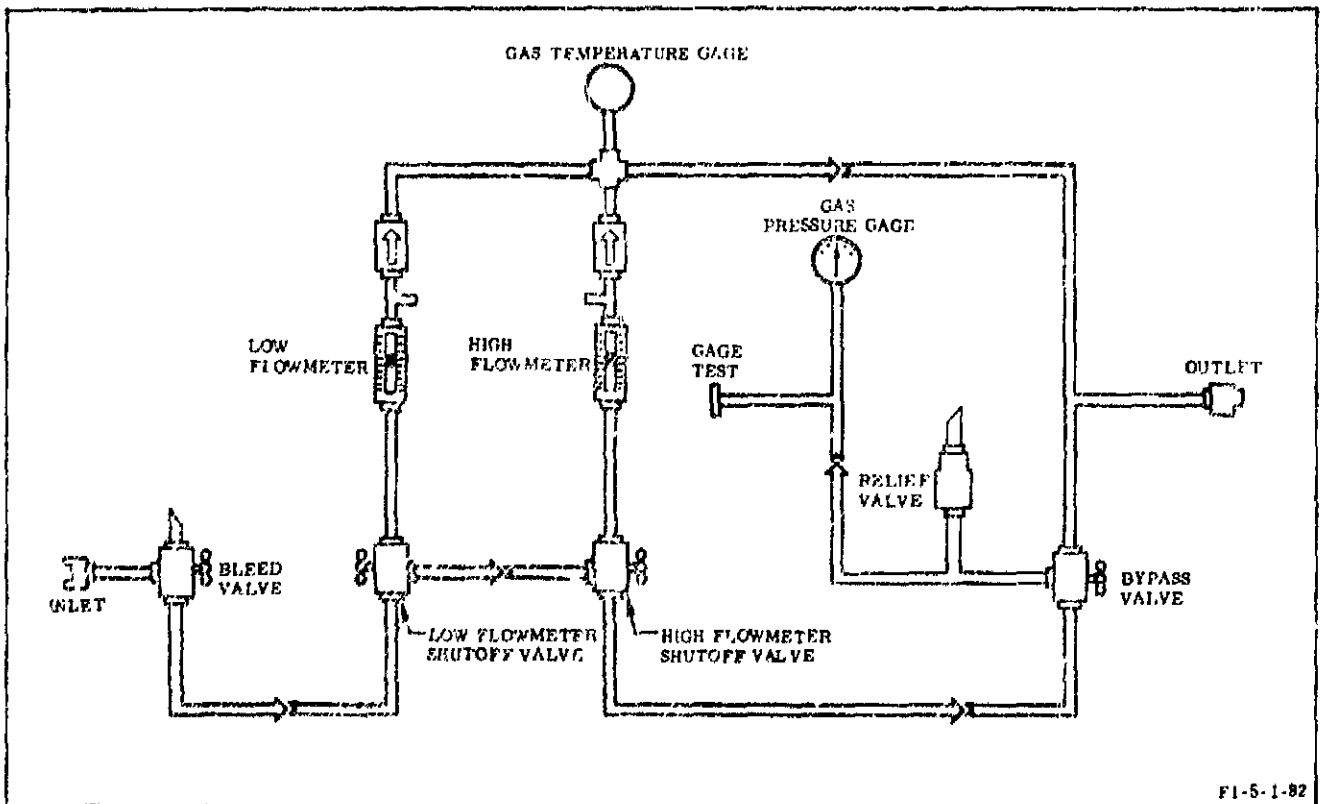 GAS TEMPERATURE GAGE
GAS
PRESSURE GAGE
LOW
FLOWMETER
HIGH
FLOWMETER
GAGE
TEST
OUTLET
RELIEF
VALVE
INLET
BLEED
VALVE
BYPASS
VALVE
LOW FLOWMETER
SHUTOFF VALVE
HIGH FLOWMETER
SHUTOFF VALVE
F1-5-1-82